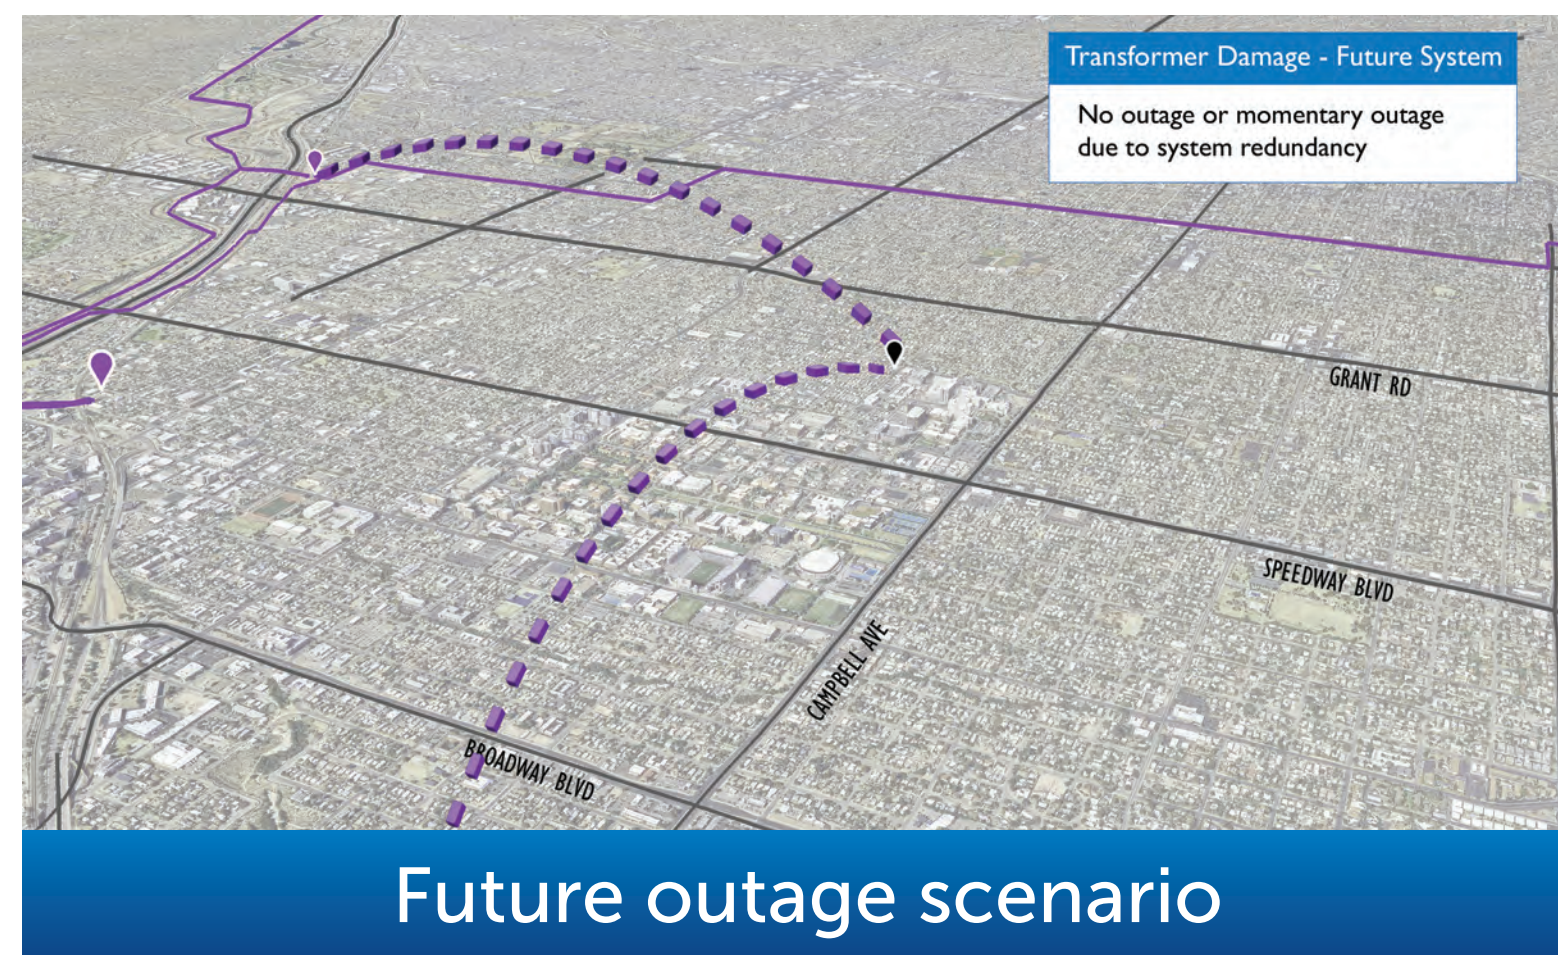 Transformer Damage - Future System
No outage or momentary outage
due to system redundancy
GRANT RD
SPEEDWAY BLVD
CAMPBELL AVE
BROADWAY BLVD
Future outage scenario